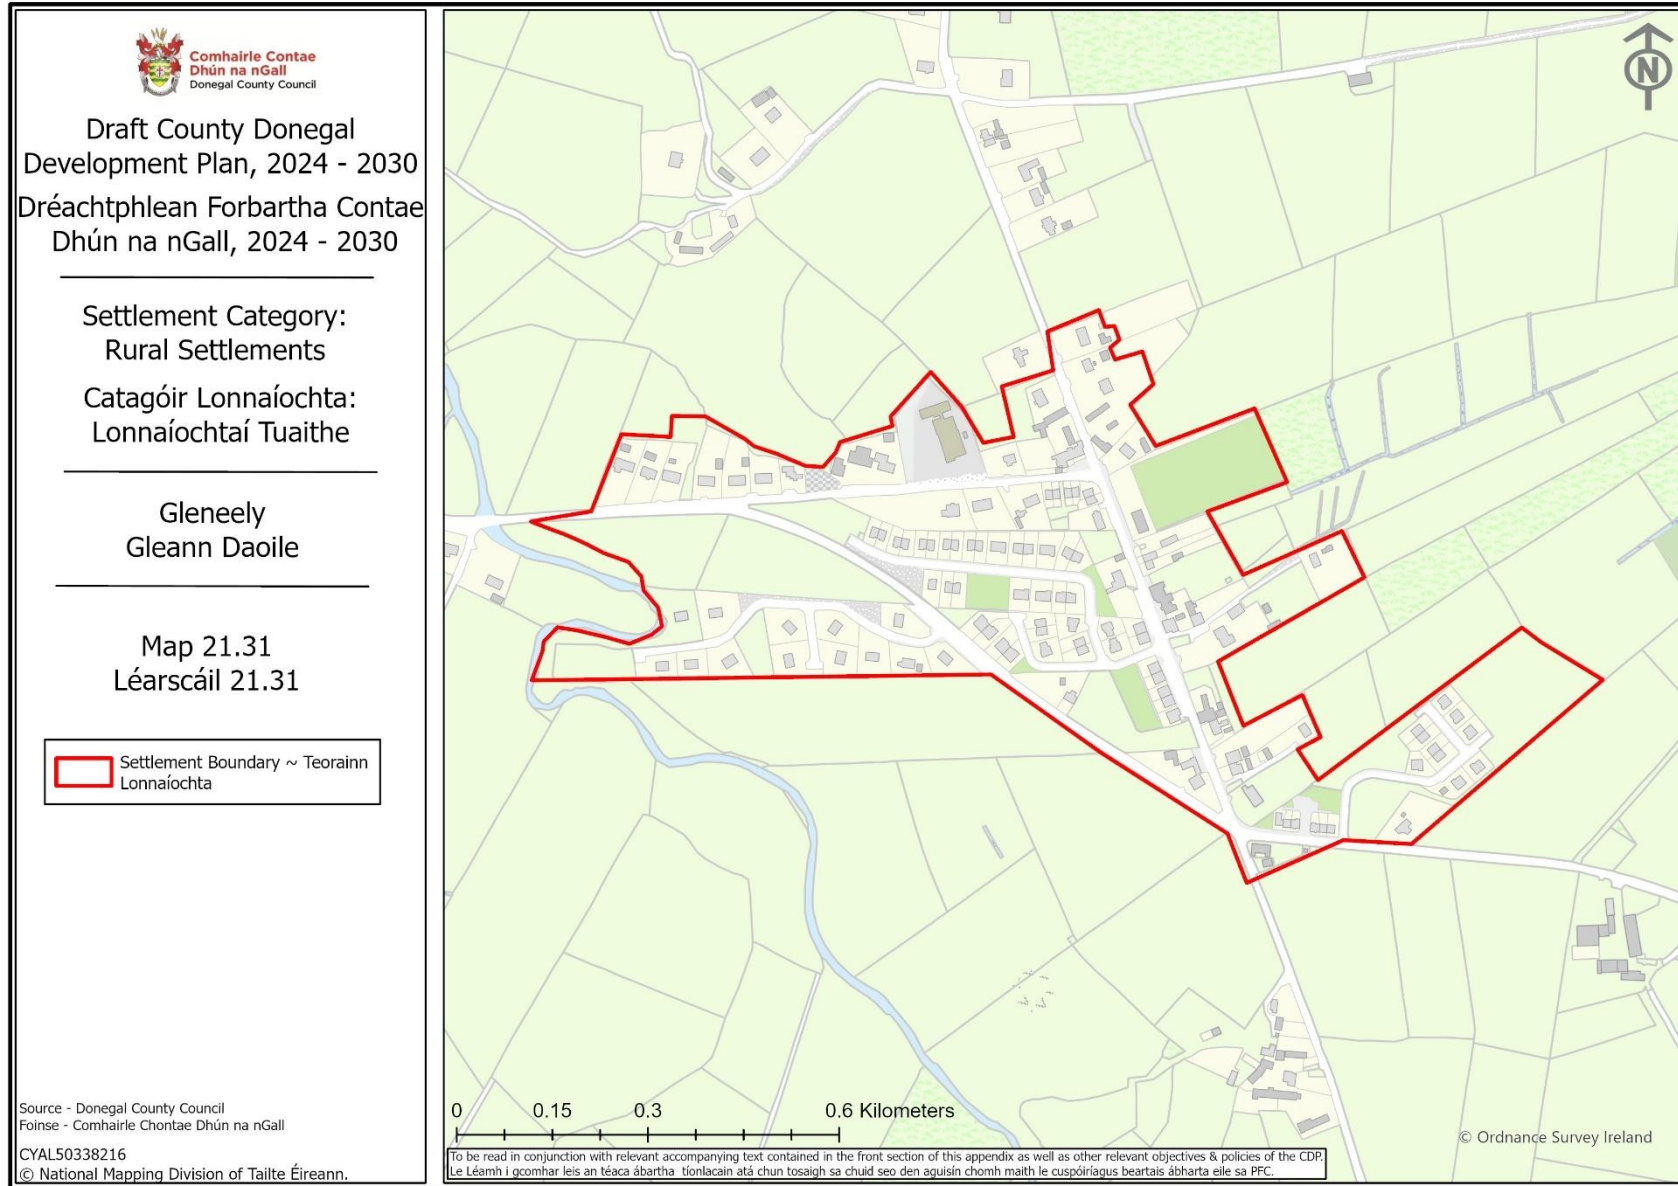 Comhairle Contae
Dhún na nGall
Donegal County Council
Draft County Donegal
Development Plan, 2024 - 2030
Dréachtphlean Forbartha Contae
Dhún na nGall, 2024 - 2030
Settlement Category:
Rural Settlements
Catagóir Lonnaíochta:
Lonnaíochtaí Tuaithe
Gleneely
Gleann Daoile
Map 21.31
Léarscáil 21.31
Settlement Boundary ~ Teorainn
Lonnaíochta
Source - Donegal County Council
Foinse - Comhairle Chontae Dhún na nGall
CYAL50338216
© National Mapping Division of Tailte Éireann.
N
0 0.15 0.3 0.6 Kilometers
© Ordnance Survey Ireland
To be read in conjunction with relevant accompanying text contained in the front section of this appendix as well as other relevant objectives & policies of the CDP.
Le Léamh i gcomhar leis an téaca ábartha tíonlacain atá chun tosaigh sa chuid seo den aguisín chomh maith le cuspóiríagus beartais ábharta eile sa PFC.